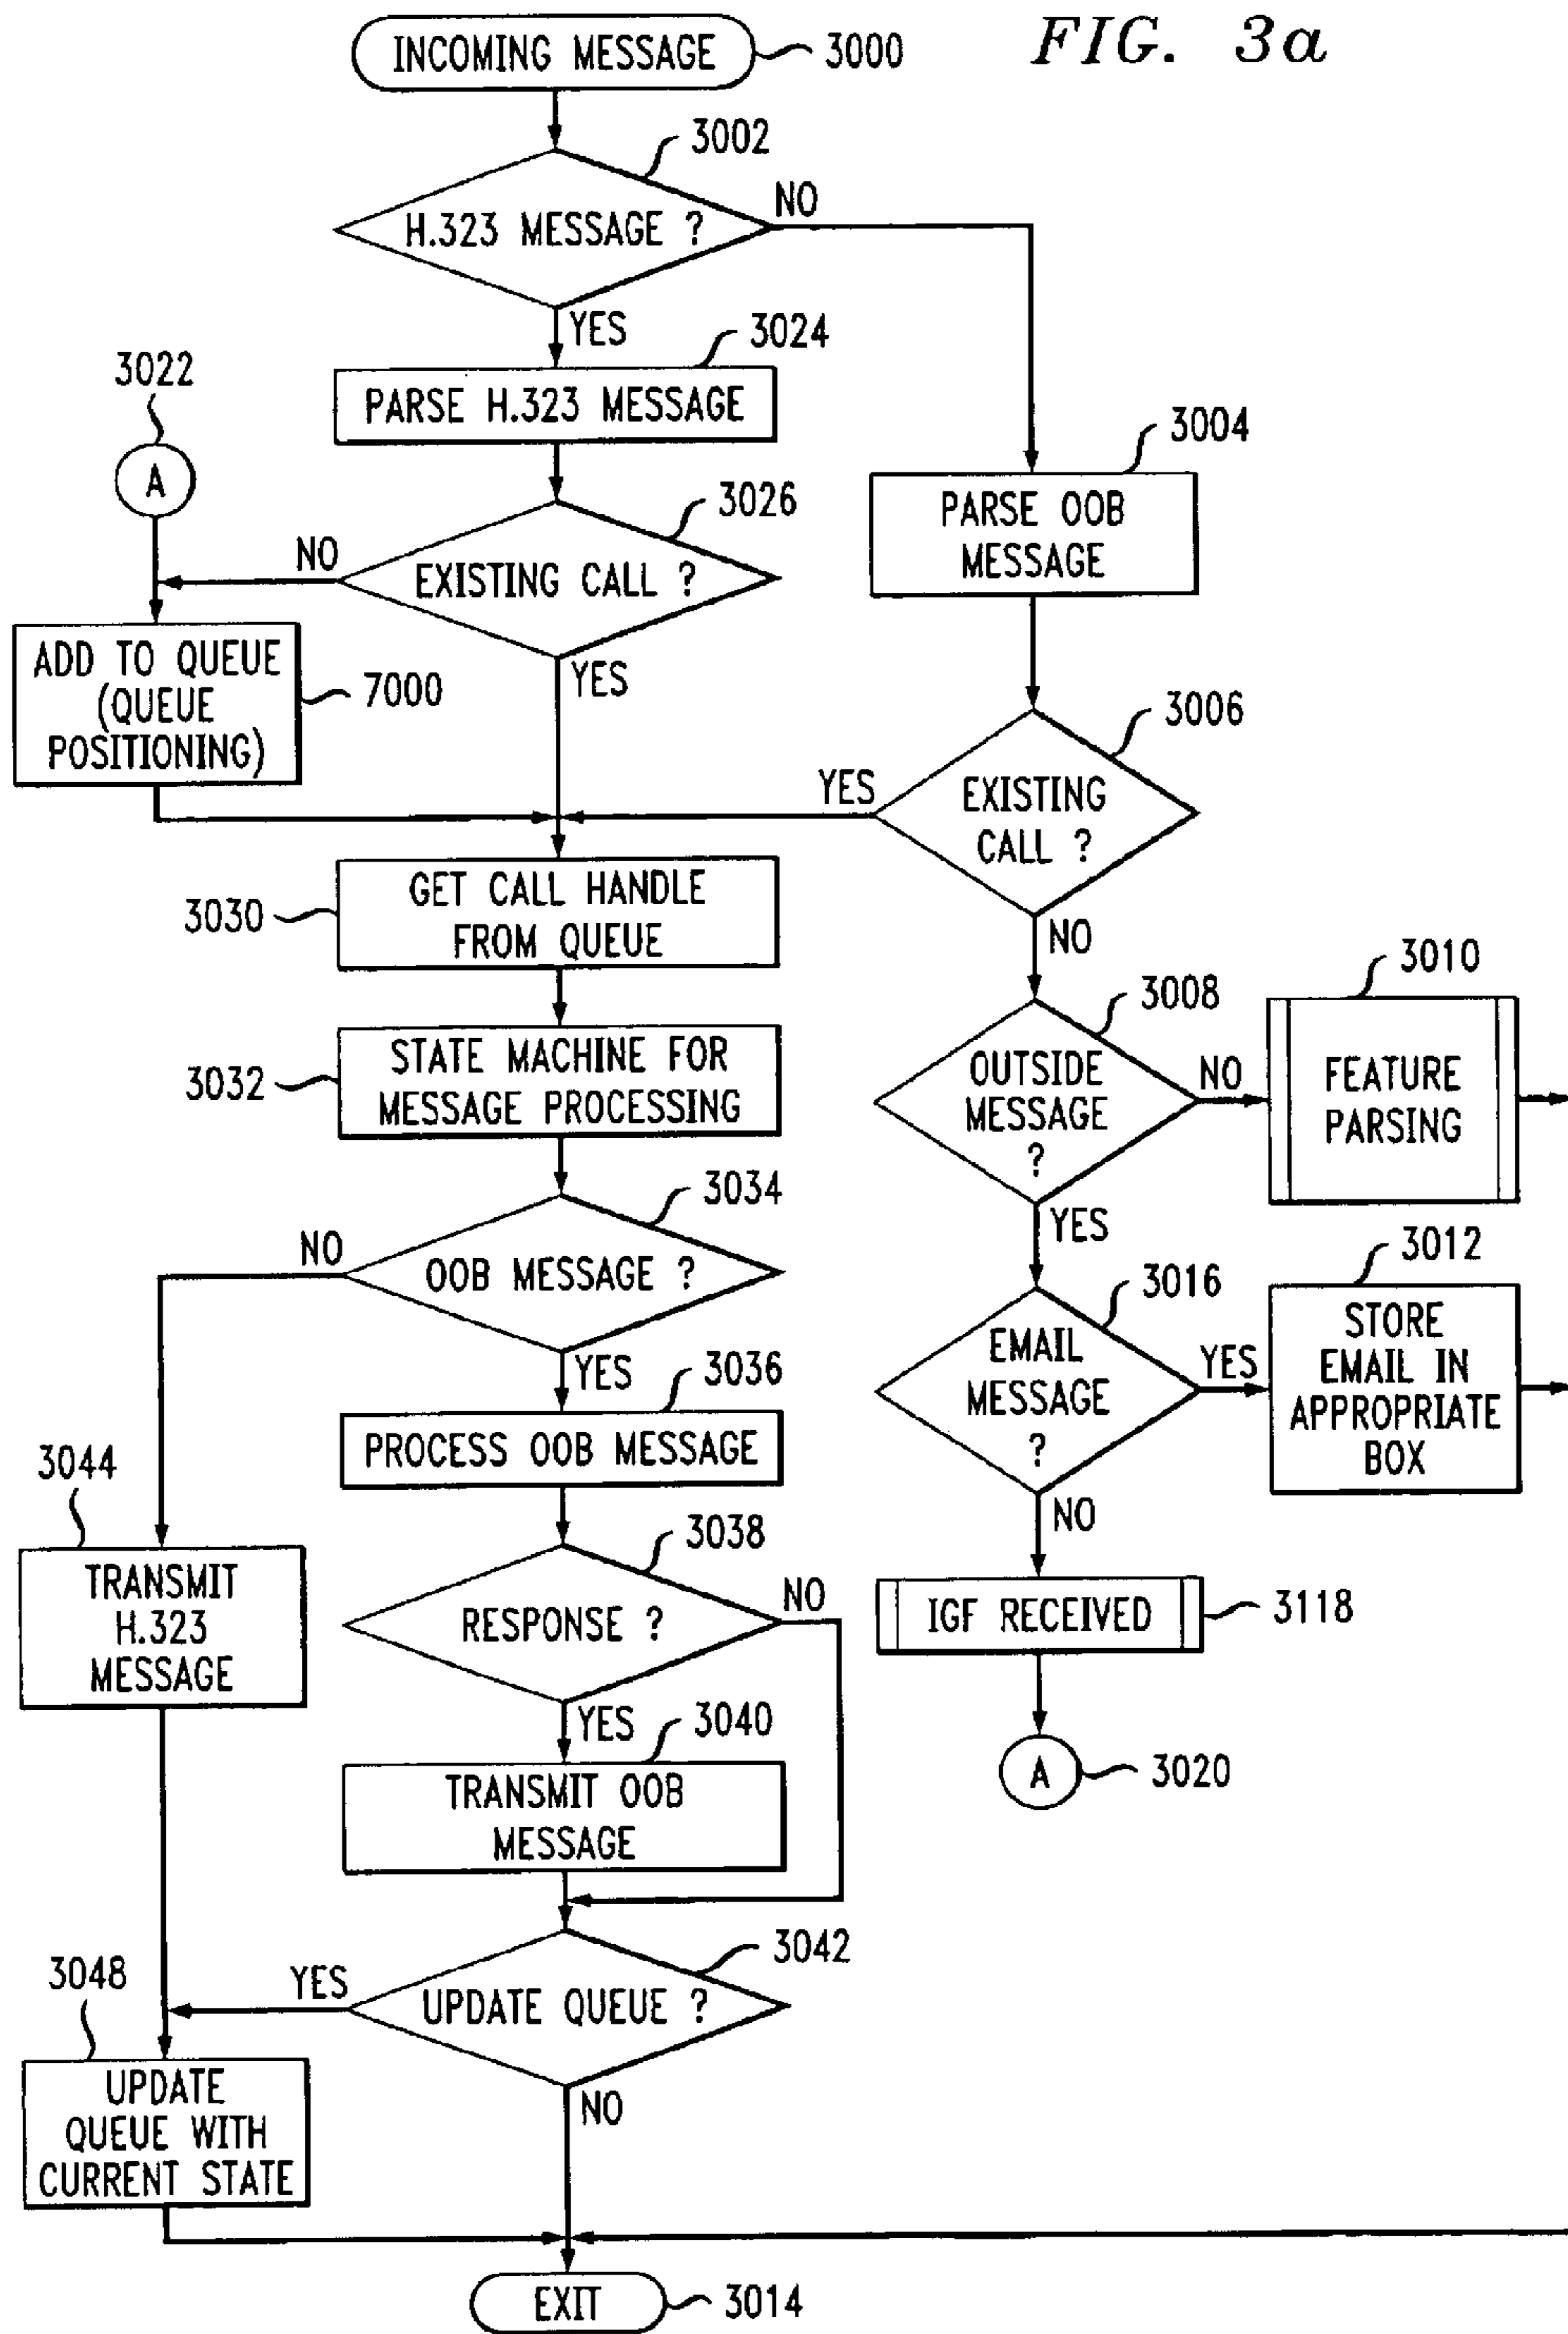 INCOMING MESSAGE
3000
FIG. 3a
3002
H.323 MESSAGE ?
NO
YES
3024
PARSE H.323 MESSAGE
3022
A
3004
PARSE OOB
MESSAGE
3026
EXISTING CALL ?
NO
YES
ADD TO QUEUE
(QUEUE
POSITIONING)
7000
3006
EXISTING
CALL ?
YES
NO
GET CALL HANDLE
FROM QUEUE
3030
3008
OUTSIDE
MESSAGE
?
NO
YES
3010
FEATURE
PARSING
STATE MACHINE FOR
MESSAGE PROCESSING
3032
3034
OOB MESSAGE ?
NO
YES
3016
EMAIL
MESSAGE
?
YES
NO
3012
STORE
EMAIL IN
APPROPRIATE
BOX
3036
PROCESS OOB MESSAGE
3044
TRANSMIT
H.323
MESSAGE
3038
RESPONSE ?
NO
YES
IGF RECEIVED
3118
A
3020
3040
TRANSMIT OOB
MESSAGE
3042
UPDATE QUEUE ?
YES
NO
3048
UPDATE
QUEUE WITH
CURRENT STATE
EXIT
3014